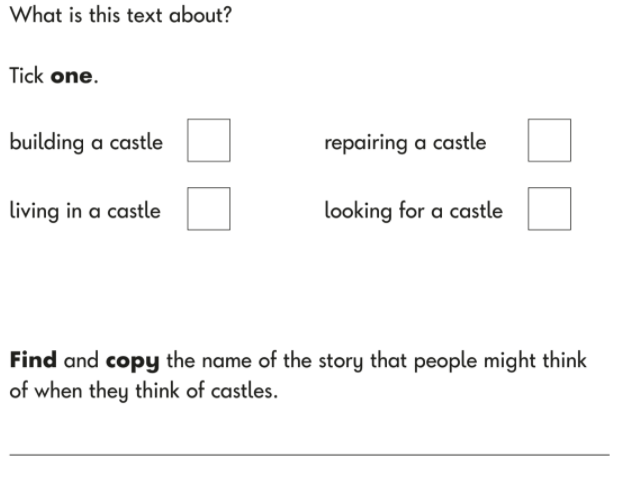 What is this text about?
Tick one.
building a castle
repairing a castle
living in a castle
looking for a castle
Find and copy the name of the story that people might think
of when they think of castles.